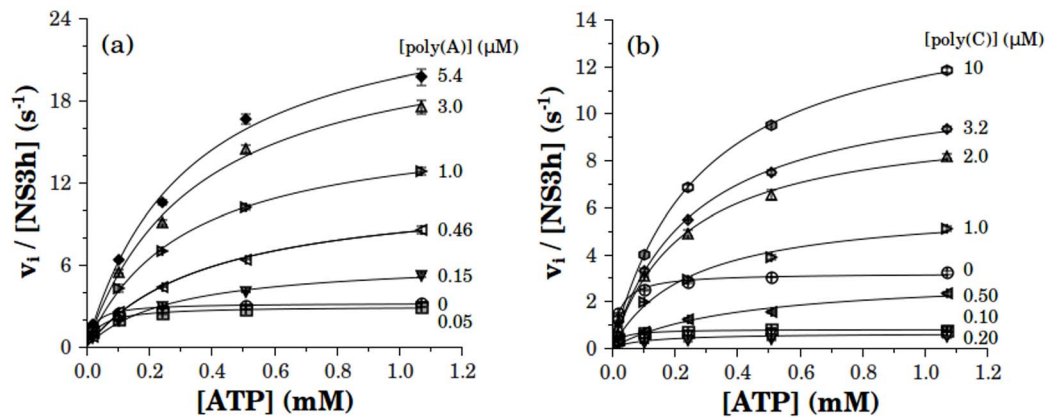 (a)
[poly(A)] (μM)
24
18
12
6
0
5.4
3.0
1.0
0.46
0.15
0
0.05
0.0 0.2 0.4 0.6 0.8 1.0 1.2
[ATP] (mM)
v_i / [NS3h] (s⁻¹)
(b)
[poly(C)] (μM)
14
12
10
8
6
4
2
0
10
3.2
2.0
1.0
0
0.50
0.10
0.20
0.0 0.2 0.4 0.6 0.8 1.0 1.2
[ATP] (mM)
v_i / [NS3h] (s⁻¹)